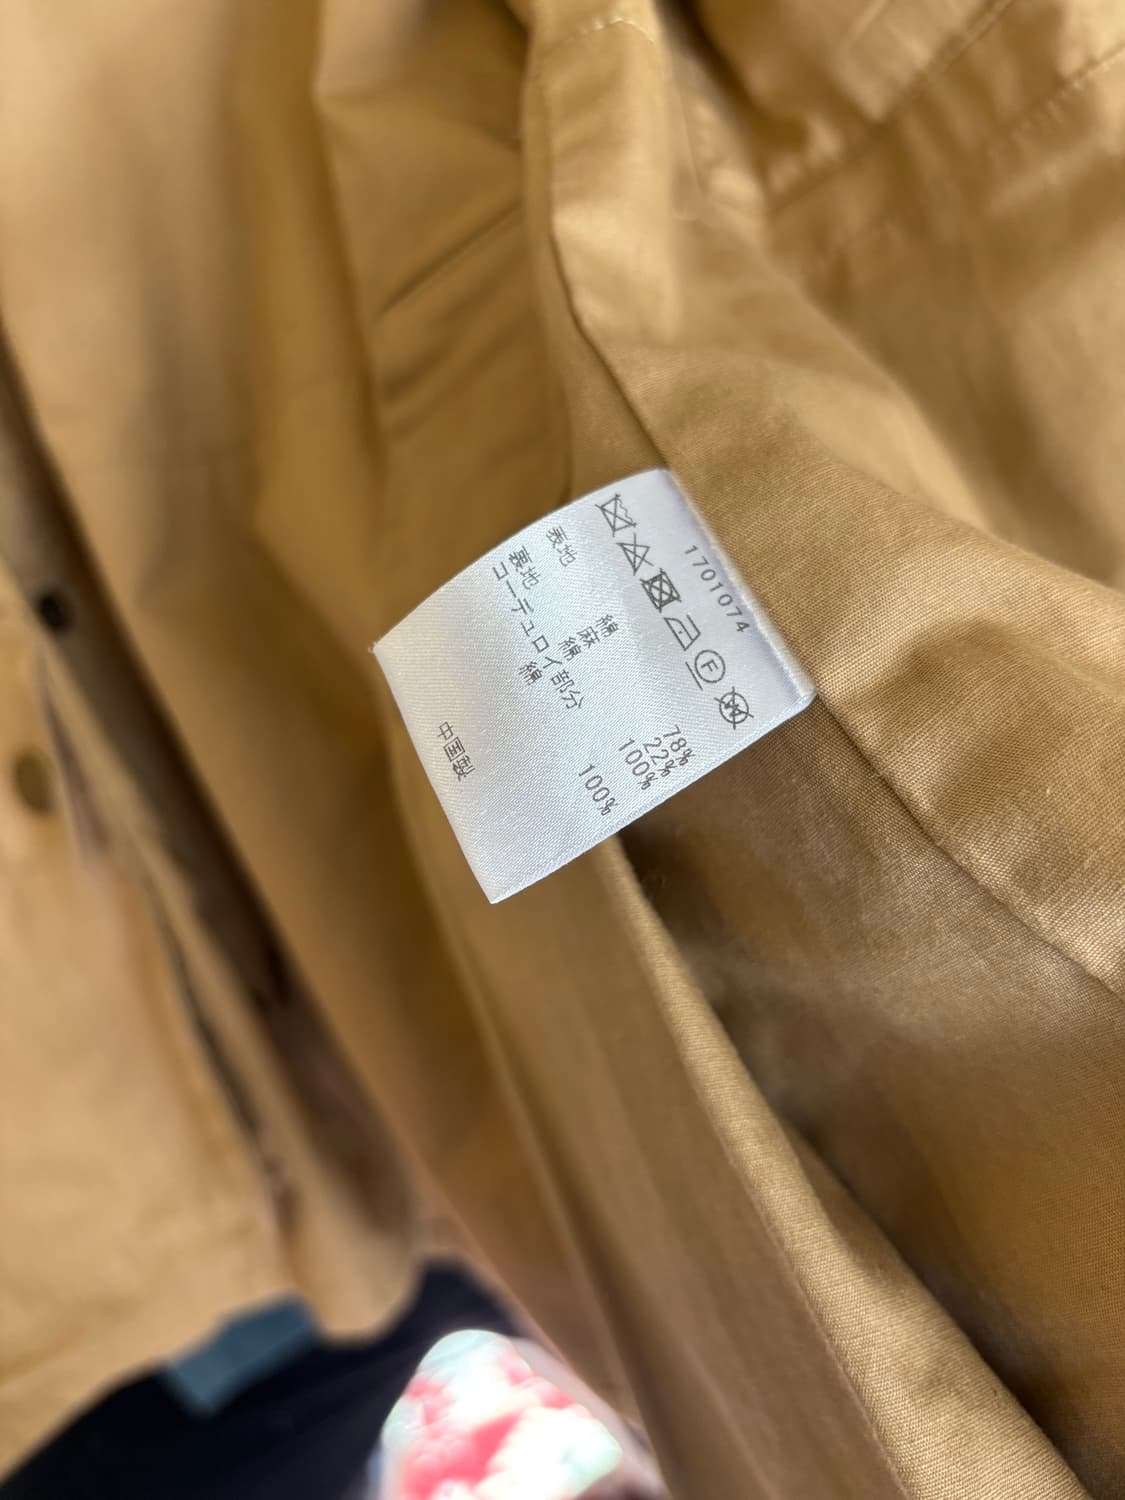 1701074
F
表地 綿 78%
麻 22%
裏地 綿 100%
コーデュロイ部分
綿 100%
中国製